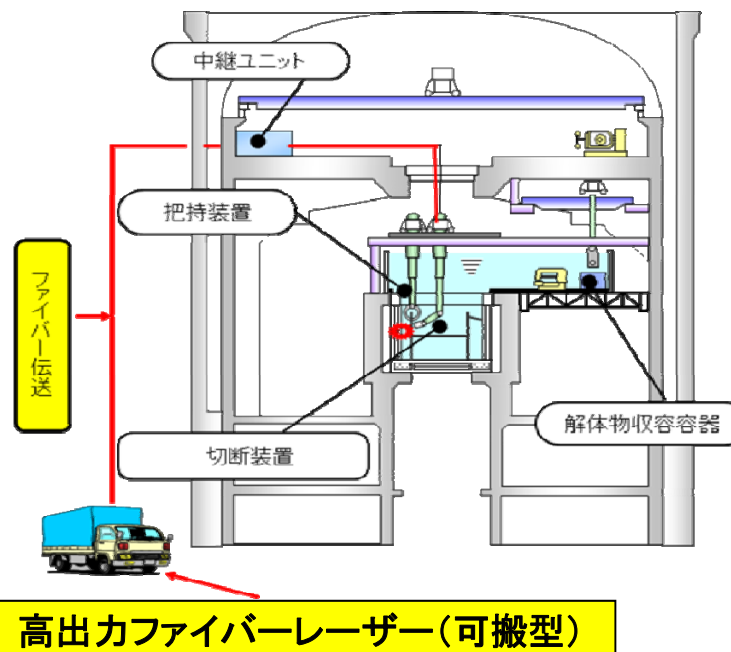 中継ユニット
把持装置
ファイバー伝送
解体物収容容器
切断装置
高出力ファイバーレーザー(可搬型)